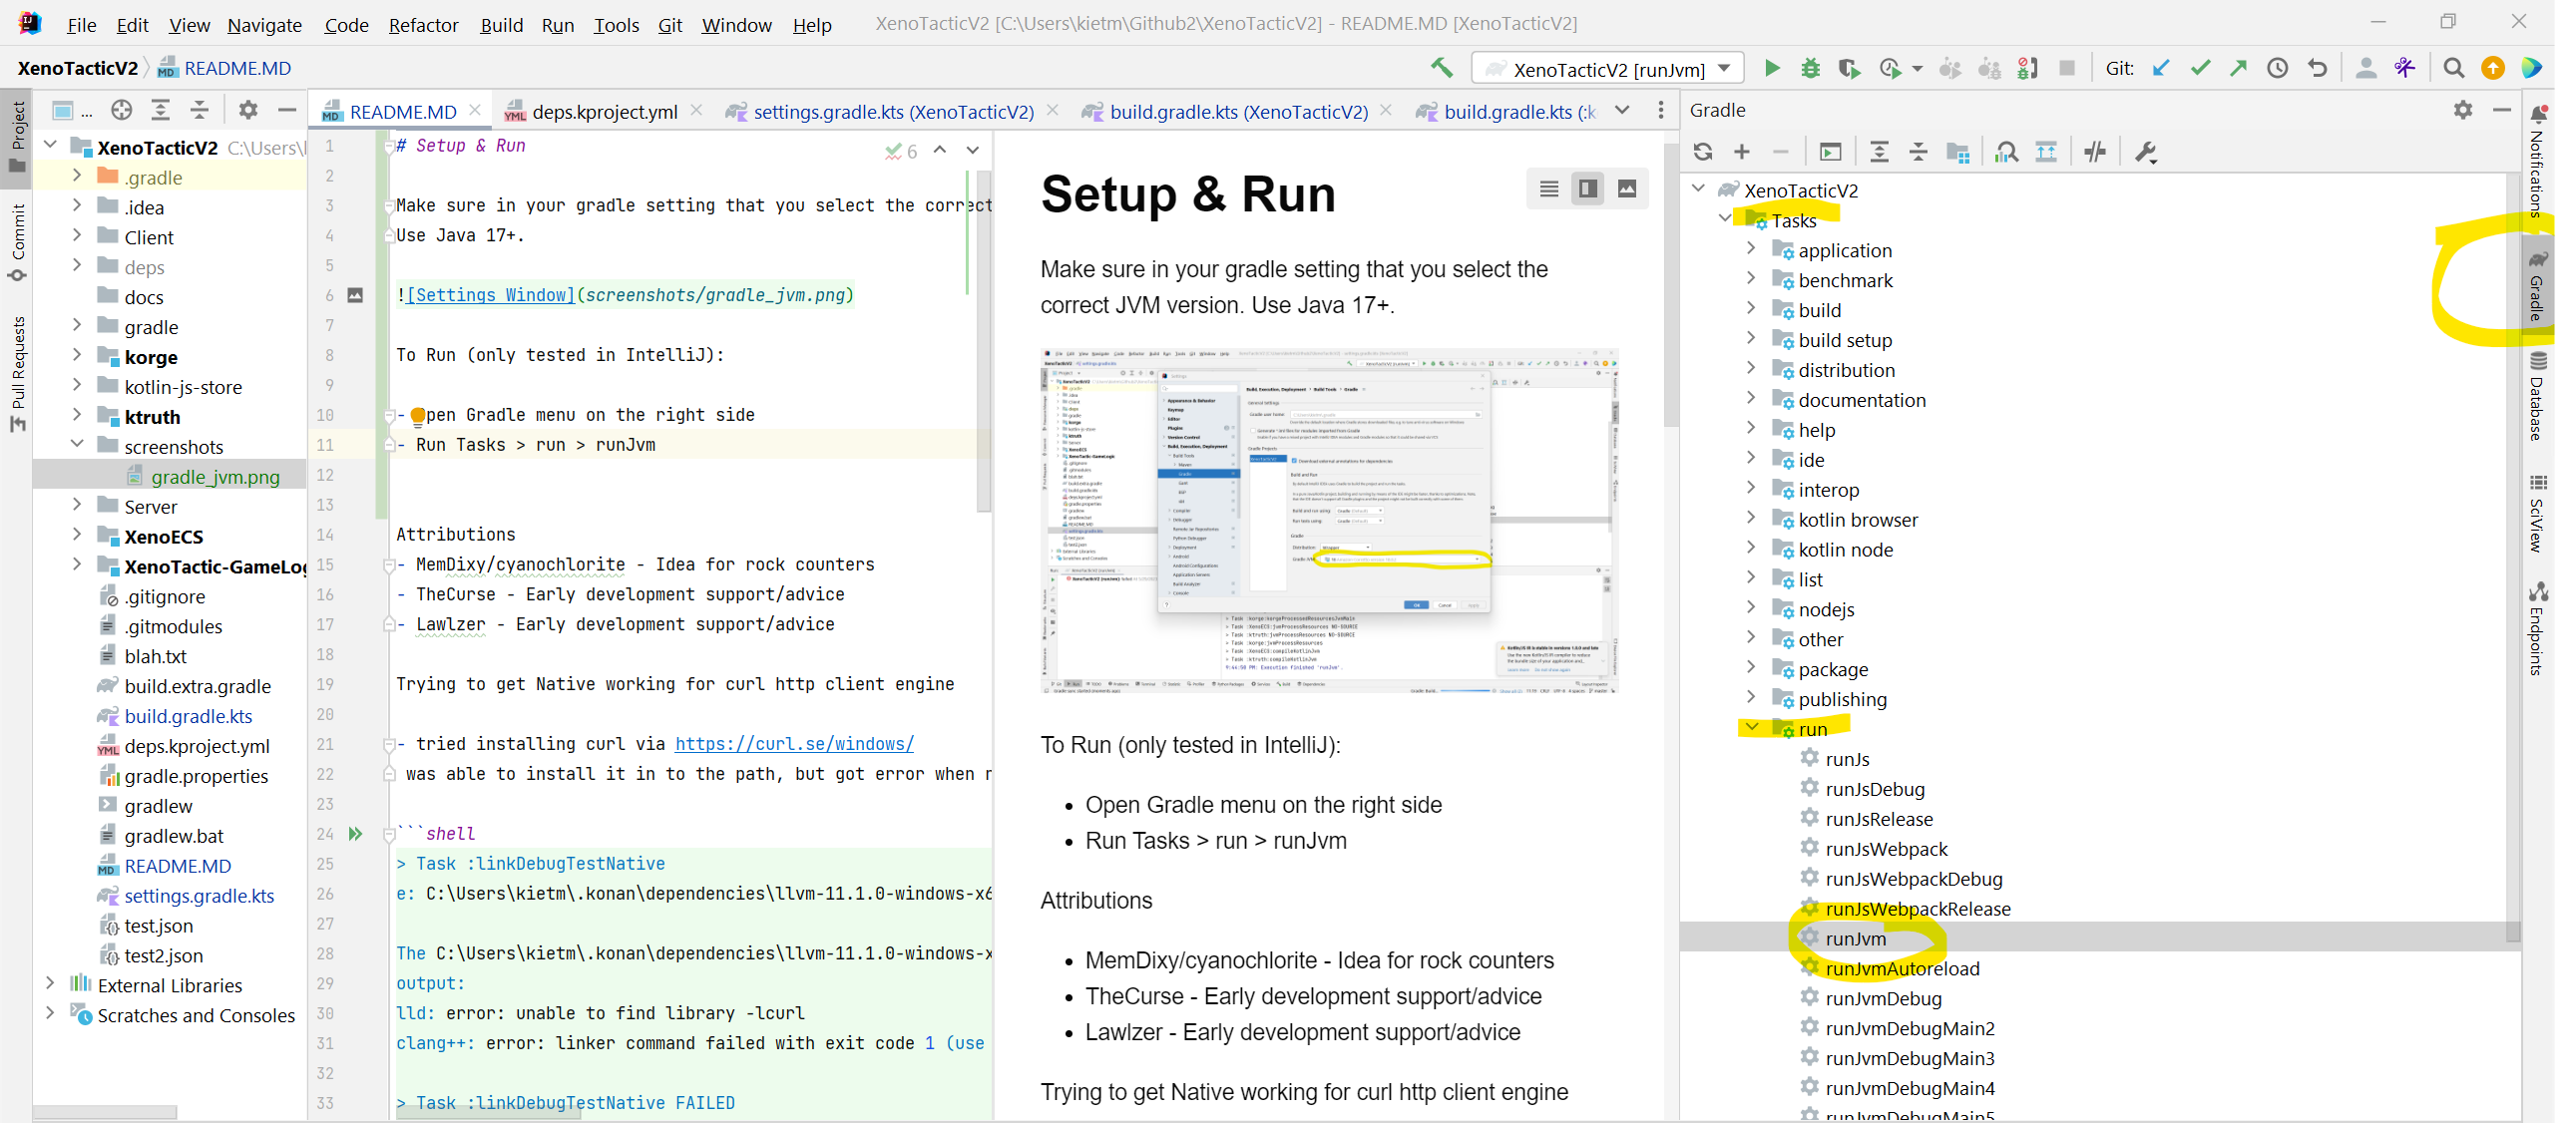 File Edit View Navigate Code Refactor Build Run Tools Git Window Help XenoTacticV2 [C:\Users\kietm\Github2\XenoTacticV2] - README.MD [XenoTacticV2]
XenoTacticV2 README.MD XenoTacticV2 [runJvm] Git:
Project
Commit
Pull Requests
...
XenoTacticV2 C:\Users\
.gradle
.idea
Client
deps
docs
gradle
korge
kotlin-js-store
ktruth
screenshots
gradle_jvm.png
Server
XenoECS
XenoTactic-GameLog
.gitignore
.gitmodules
blah.txt
build.extra.gradle
build.gradle.kts
deps.kproject.yml
gradle.properties
gradlew
gradlew.bat
README.MD
settings.gradle.kts
test.json
test2.json
External Libraries
Scratches and Consoles
README.MD deps.kproject.yml settings.gradle.kts (XenoTacticV2) build.gradle.kts (XenoTacticV2) build.gradle.kts (:k
6
1 # Setup & Run
2
3 Make sure in your gradle setting that you select the correct
4 Use Java 17+.
5
6 ![Settings Window](screenshots/gradle_jvm.png)
7
8 To Run (only tested in IntelliJ):
9
10 - Open Gradle menu on the right side
11 - Run Tasks > run > runJvm
12
13
14 Attributions
15 - MemDixy/cyanochlorite - Idea for rock counters
16 - TheCurse - Early development support/advice
17 - Lawlzer - Early development support/advice
18
19 Trying to get Native working for curl http client engine
20
21 - tried installing curl via https://curl.se/windows/
22 was able to install it in to the path, but got error when r
23
24 ```shell
25 > Task :linkDebugTestNative
26 e: C:\Users\kietm\.konan\dependencies\llvm-11.1.0-windows-x6
27
28 The C:\Users\kietm\.konan\dependencies\llvm-11.1.0-windows-x
29 output:
30 lld: error: unable to find library -lcurl
31 clang++: error: linker command failed with exit code 1 (use
32
33 > Task :linkDebugTestNative FAILED
Setup & Run
Make sure in your gradle setting that you select the
correct JVM version. Use Java 17+.
To Run (only tested in IntelliJ):
• Open Gradle menu on the right side
• Run Tasks > run > runJvm
Attributions
• MemDixy/cyanochlorite - Idea for rock counters
• TheCurse - Early development support/advice
• Lawlzer - Early development support/advice
Trying to get Native working for curl http client engine
Gradle
XenoTacticV2
Tasks
application
benchmark
build
build setup
distribution
documentation
help
ide
interop
kotlin browser
kotlin node
list
nodejs
other
package
publishing
run
runJs
runJsDebug
runJsRelease
runJsWebpack
runJsWebpackDebug
runJsWebpackRelease
runJvm
runJvmAutoreload
runJvmDebug
runJvmDebugMain2
runJvmDebugMain3
runJvmDebugMain4
runJvmDebugMain5
Notifications
Gradle
Database
SciView
Endpoints